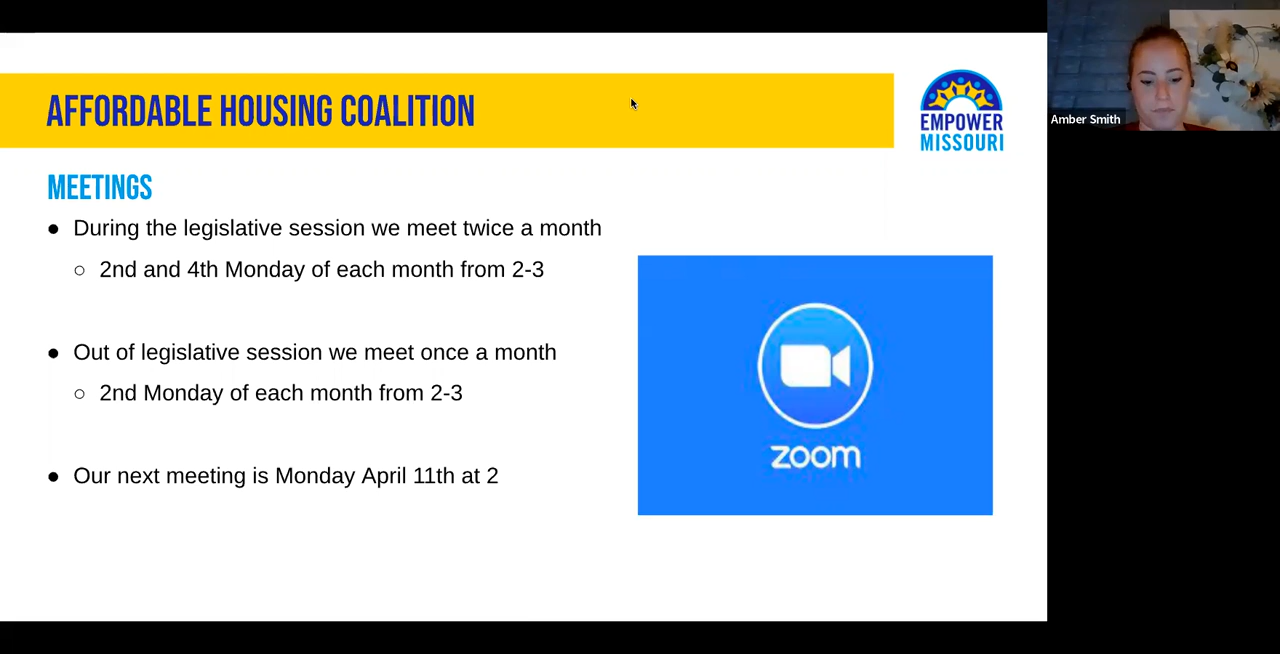 AFFORDABLE HOUSING COALITION
EMPOWER
MISSOURI
Amber Smith
MEETINGS
● During the legislative session we meet twice a month
○ 2nd and 4th Monday of each month from 2-3
● Out of legislative session we meet once a month
○ 2nd Monday of each month from 2-3
● Our next meeting is Monday April 11th at 2
zoom